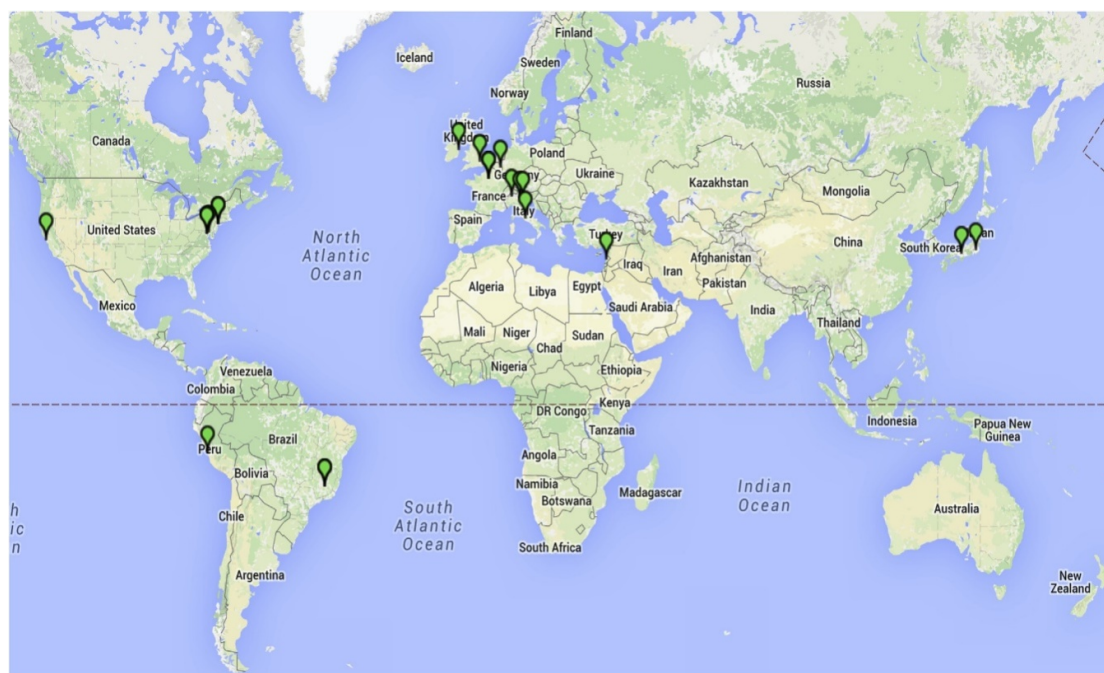 Finland
Iceland
Sweden
Russia
Norway
United
Kingdom
Canada
Poland
Germany
Ukraine
Kazakhstan
Mongolia
France
Italy
Spain
United States
North
Atlantic
Ocean
Turkey
China
South Korea
Japan
Afghanistan
Iraq
Iran
Pakistan
Algeria
Libya
Egypt
Saudi Arabia
India
Mexico
Mali
Niger
Sudan
Thailand
Chad
Nigeria
Ethiopia
Venezuela
Colombia
Kenya
DR Congo
Indonesia
Papua New
Guinea
Tanzania
Brazil
Peru
Angola
Bolivia
Namibia
Botswana
Madagascar
Indian
Ocean
Australia
Chile
South
Atlantic
Ocean
h
ic
n
South Africa
Argentina
New
Zealand